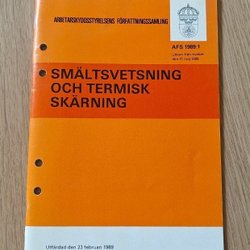 ARBETARSKYDDSSTYRELSENS FÖRFATTNINGSSAMLING
AFS 1989:1
SMÄLTSVETSNING
OCH TERMISK
SKÄRNING
Utfärdad den 23 februari 1989